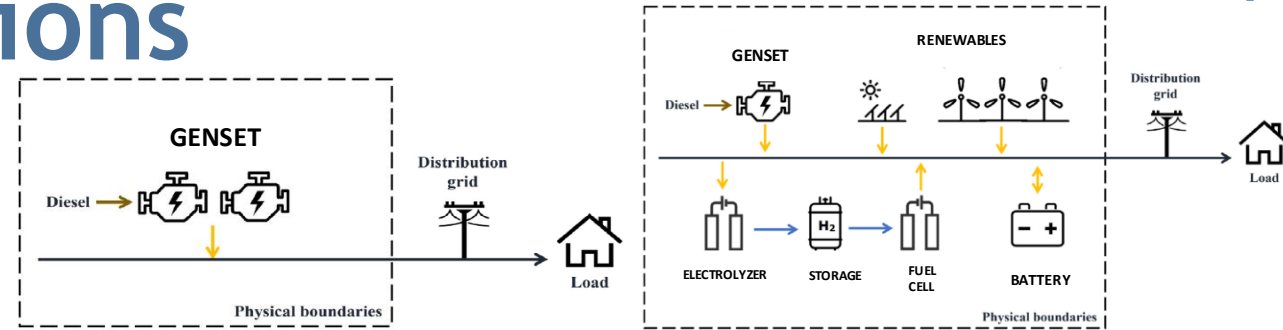 ions
GENSET
Diesel
Distribution
grid
Load
Physical boundaries
GENSET
RENEWABLES
Diesel
Distribution
grid
Load
H₂
- +
ELECTROLYZER
STORAGE
FUEL
CELL
BATTERY
Physical boundaries